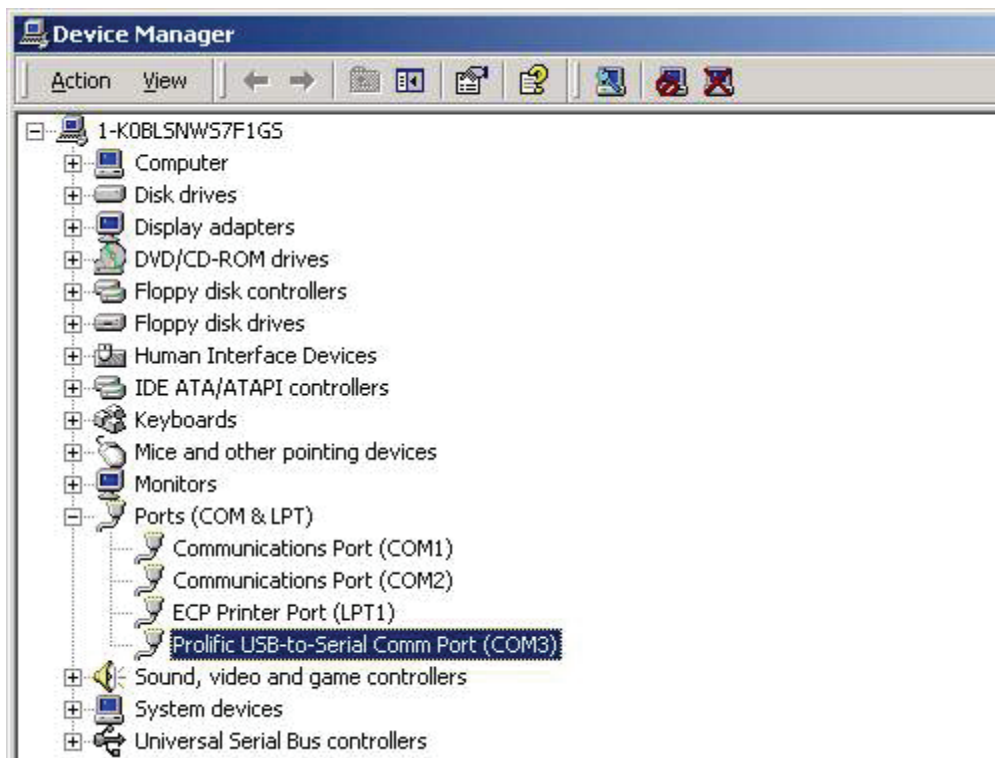 Device Manager
Action View
1-K0BLSNWS7F1GS
Computer
Disk drives
Display adapters
DVD/CD-ROM drives
Floppy disk controllers
Floppy disk drives
Human Interface Devices
IDE ATA/ATAPI controllers
Keyboards
Mice and other pointing devices
Monitors
Ports (COM & LPT)
Communications Port (COM1)
Communications Port (COM2)
ECP Printer Port (LPT1)
Prolific USB-to-Serial Comm Port (COM3)
Sound, video and game controllers
System devices
Universal Serial Bus controllers